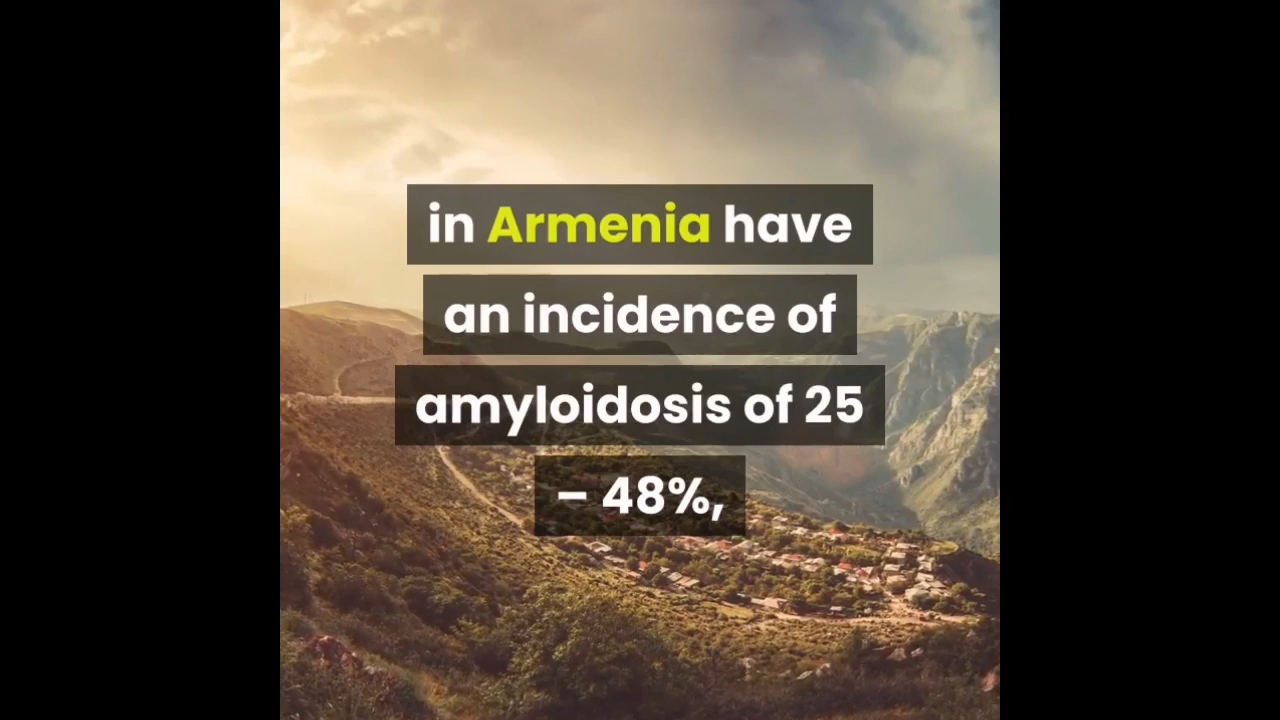 in Armenia have
an incidence of
amyloidosis of 25
– 48%,